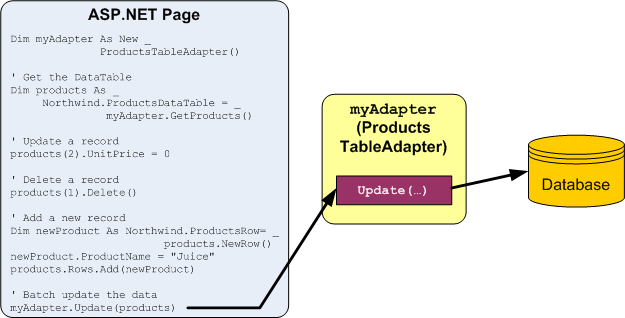 ASP.NET Page
Dim myAdapter As New _
ProductsTableAdapter()
' Get the DataTable
Dim products As _
Northwind.ProductsDataTable = _
myAdapter.GetProducts()
' Update a record
products(2).UnitPrice = 0
' Delete a record
products(1).Delete()
' Add a new record
Dim newProduct As Northwind.ProductsRow= _
products.NewRow()
newProduct.ProductName = "Juice"
products.Rows.Add(newProduct)
' Batch update the data
myAdapter.Update(products)
myAdapter
(Products
TableAdapter)
Update(…)
Database